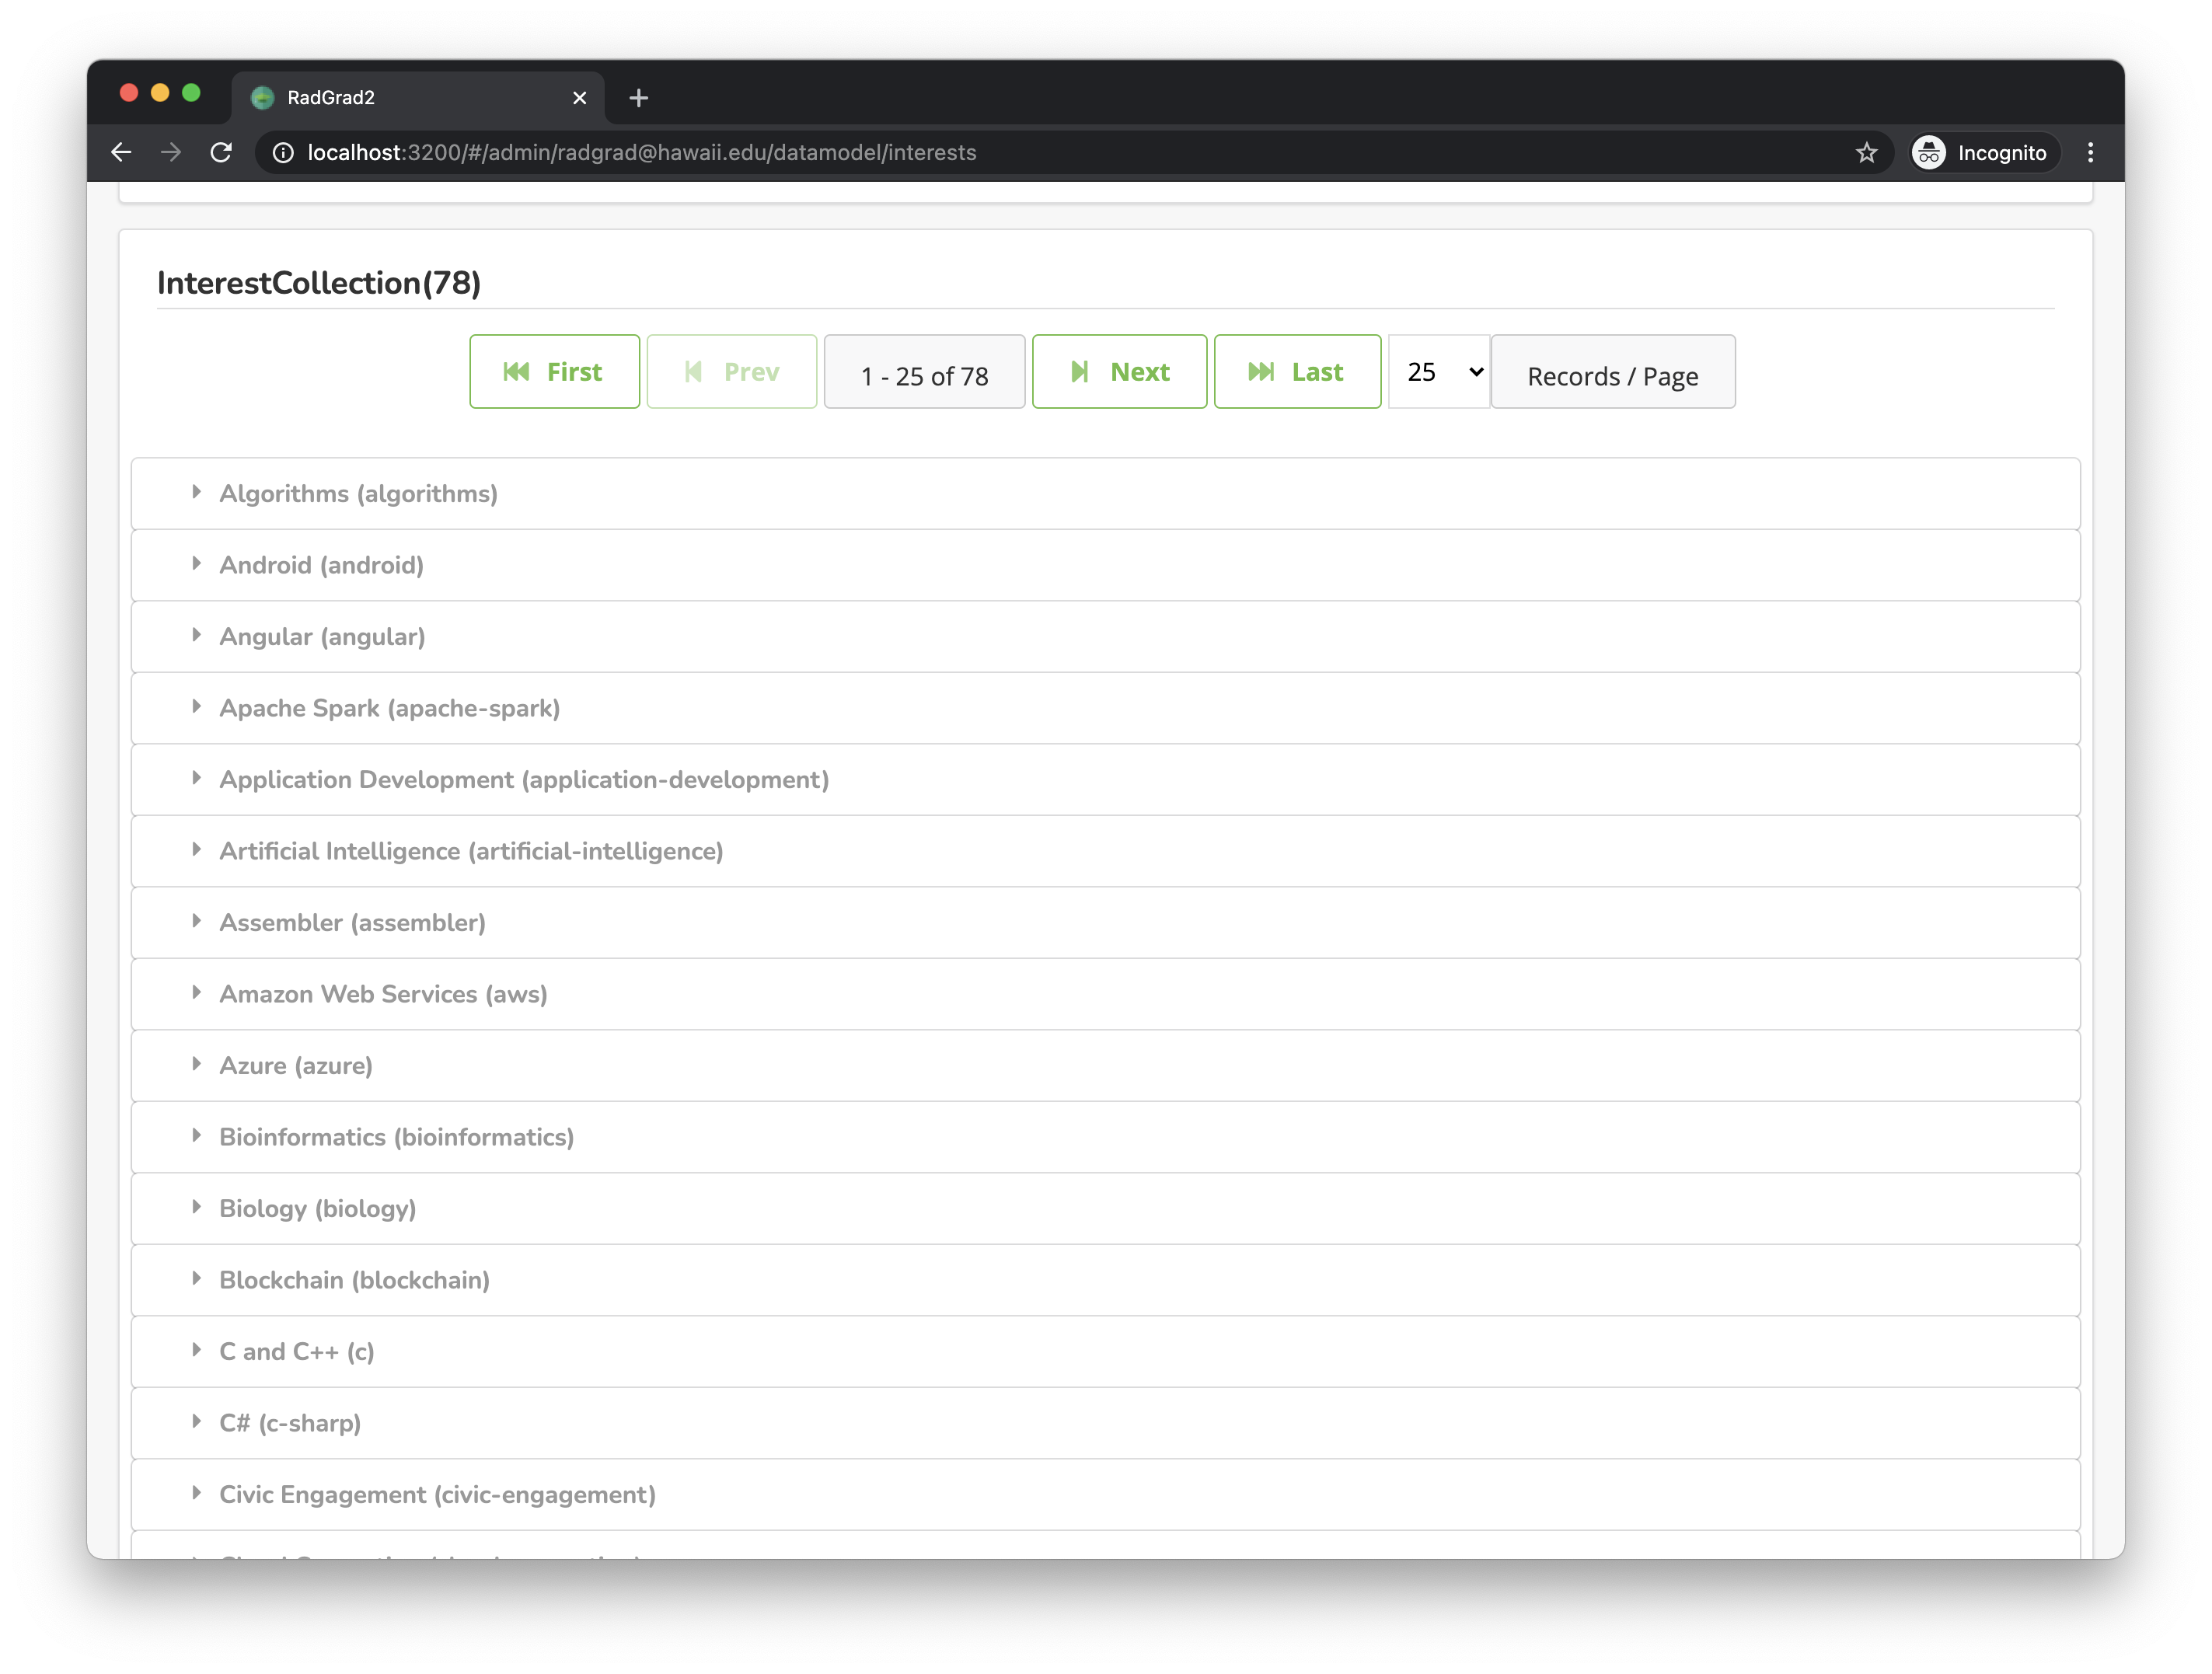 RadGrad2
localhost:3200/#/admin/radgrad@hawaii.edu/datamodel/interests
Incognito
InterestCollection(78)
First Prev 1 - 25 of 78 Next Last 25 Records / Page
Algorithms (algorithms)
Android (android)
Angular (angular)
Apache Spark (apache-spark)
Application Development (application-development)
Artificial Intelligence (artificial-intelligence)
Assembler (assembler)
Amazon Web Services (aws)
Azure (azure)
Bioinformatics (bioinformatics)
Biology (biology)
Blockchain (blockchain)
C and C++ (c)
C# (c-sharp)
Civic Engagement (civic-engagement)